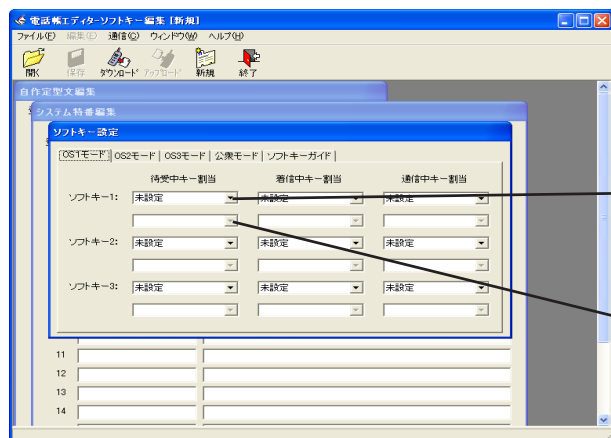 電話帳エディターソフトキー編集 [新規]
ファイル(F) 編集(E) 通信(C) ウィンドウ(W) ヘルプ(H)
開く 保存 ダウンロード アップロード 新規 終了
自作定型文編集
システム特番編集
ソフトキー設定
OS1モード OS2モード OS3モード 公衆モード ソフトキーガイド
待受中キー割当 着信中キー割当 通信中キー割当
ソフトキー1: 未設定 未設定 未設定
ソフトキー2: 未設定 未設定 未設定
ソフトキー3: 未設定 未設定 未設定
11
12
13
14